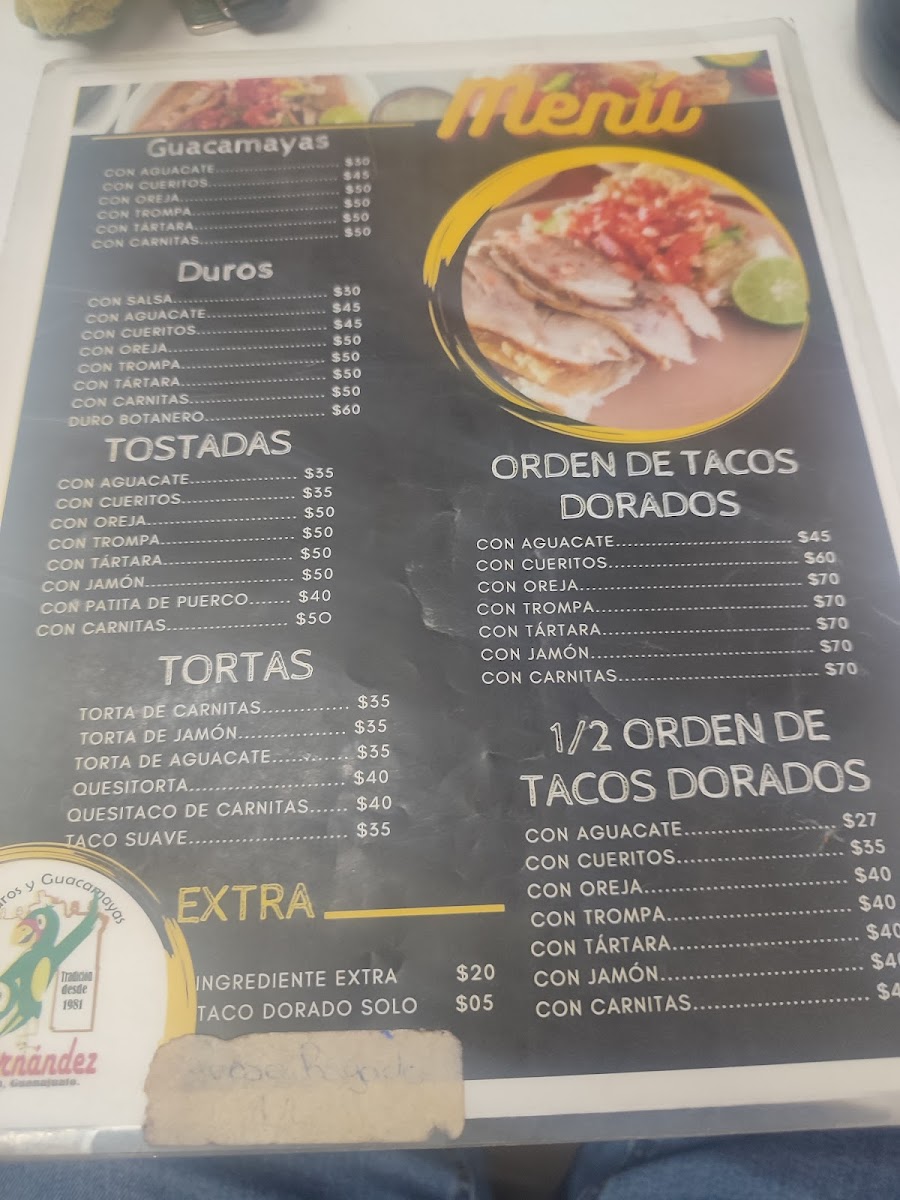 Menú
Guacamayas
CON AGUACATE........ $30
CON CUERITOS........ $45
CON OREJA........ $50
CON TROMPA........ $50
CON TÁRTARA........ $50
CON CARNITAS........ $50
Duros
CON SALSA........ $30
CON AGUACATE........ $45
CON CUERITOS........ $45
CON OREJA........ $50
CON TROMPA........ $50
CON TÁRTARA........ $50
CON CARNITAS........ $50
DURO BOTANERO........ $60
TOSTADAS
CON AGUACATE........ $35
CON CUERITOS........ $35
CON OREJA........ $50
CON TROMPA........ $50
CON TÁRTARA........ $50
CON JAMÓN........ $50
CON PATITA DE PUERCO........ $40
CON CARNITAS........ $50
TORTAS
TORTA DE CARNITAS........ $35
TORTA DE JAMÓN........ $35
TORTA DE AGUACATE........ $35
QUESITORTA........ $40
QUESITACO DE CARNITAS........ $40
TACO SUAVE........ $35
EXTRA
INGREDIENTE EXTRA $20
TACO DORADO SOLO $05
ORDEN DE TACOS
DORADOS
CON AGUACATE........ $45
CON CUERITOS........ $60
CON OREJA........ $70
CON TROMPA........ $70
CON TÁRTARA........ $70
CON JAMÓN........ $70
CON CARNITAS........ $70
1/2 ORDEN DE
TACOS DORADOS
CON AGUACATE........ $27
CON CUERITOS........ $35
CON OREJA........ $40
CON TROMPA........ $40
CON TÁRTARA........ $40
CON JAMÓN........ $4
CON CARNITAS........ $4
y Guacamayas
Tradición
desde
1981
Guanajuato.